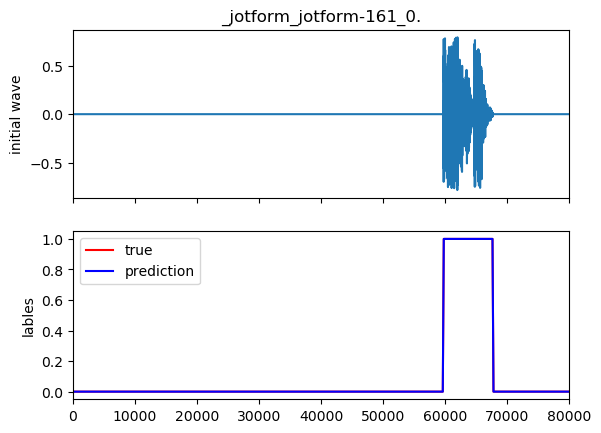 _jotform_jotform-161_0.
initial wave
0.5
0.0
−0.5
lables
1.0
0.8
0.6
0.4
0.2
0.0
true
prediction
0 10000 20000 30000 40000 50000 60000 70000 80000